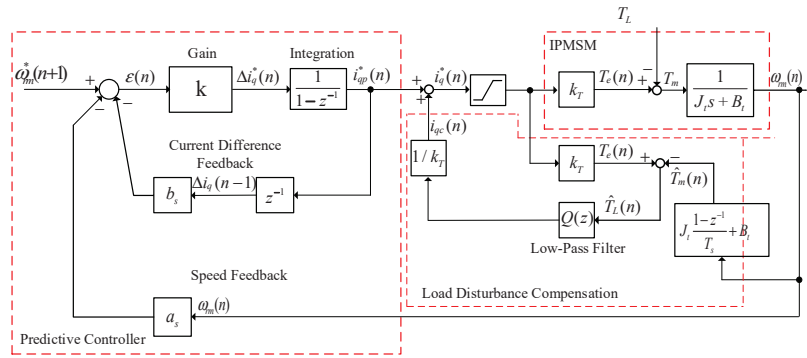 T_L
Gain
Integration
IPMSM
ω*_m(n+1)
+
−
−
ε(n)
k
Δi*_q(n)
1
1−z⁻¹
i*_qp(n)
+
+
i*_q(n)
k_T
T_e(n)
+
−
T_m
1
J_t s + B_t
ω_rm(n)
i_qc(n)
1/k_T
k_T
T_e(n)
+
−
T̂_m(n)
Current Difference
Feedback
b_s
Δi_q(n−1)
z⁻¹
Q(z)
T̂_L(n)
Low-Pass Filter
J_t 1−z⁻¹ + B_t
T_s
Speed Feedback
a_s
ω_rm(n)
Load Disturbance Compensation
Predictive Controller